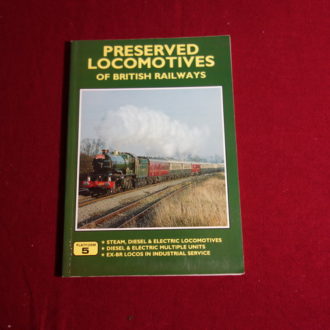 PRESERVED
LOCOMOTIVES
OF BRITISH RAILWAYS
PLATFORM
5
★ STEAM, DIESEL & ELECTRIC LOCOMOTIVES
★ DIESEL & ELECTRIC MULTIPLE UNITS
★ EX-BR LOCOS IN INDUSTRIAL SERVICE